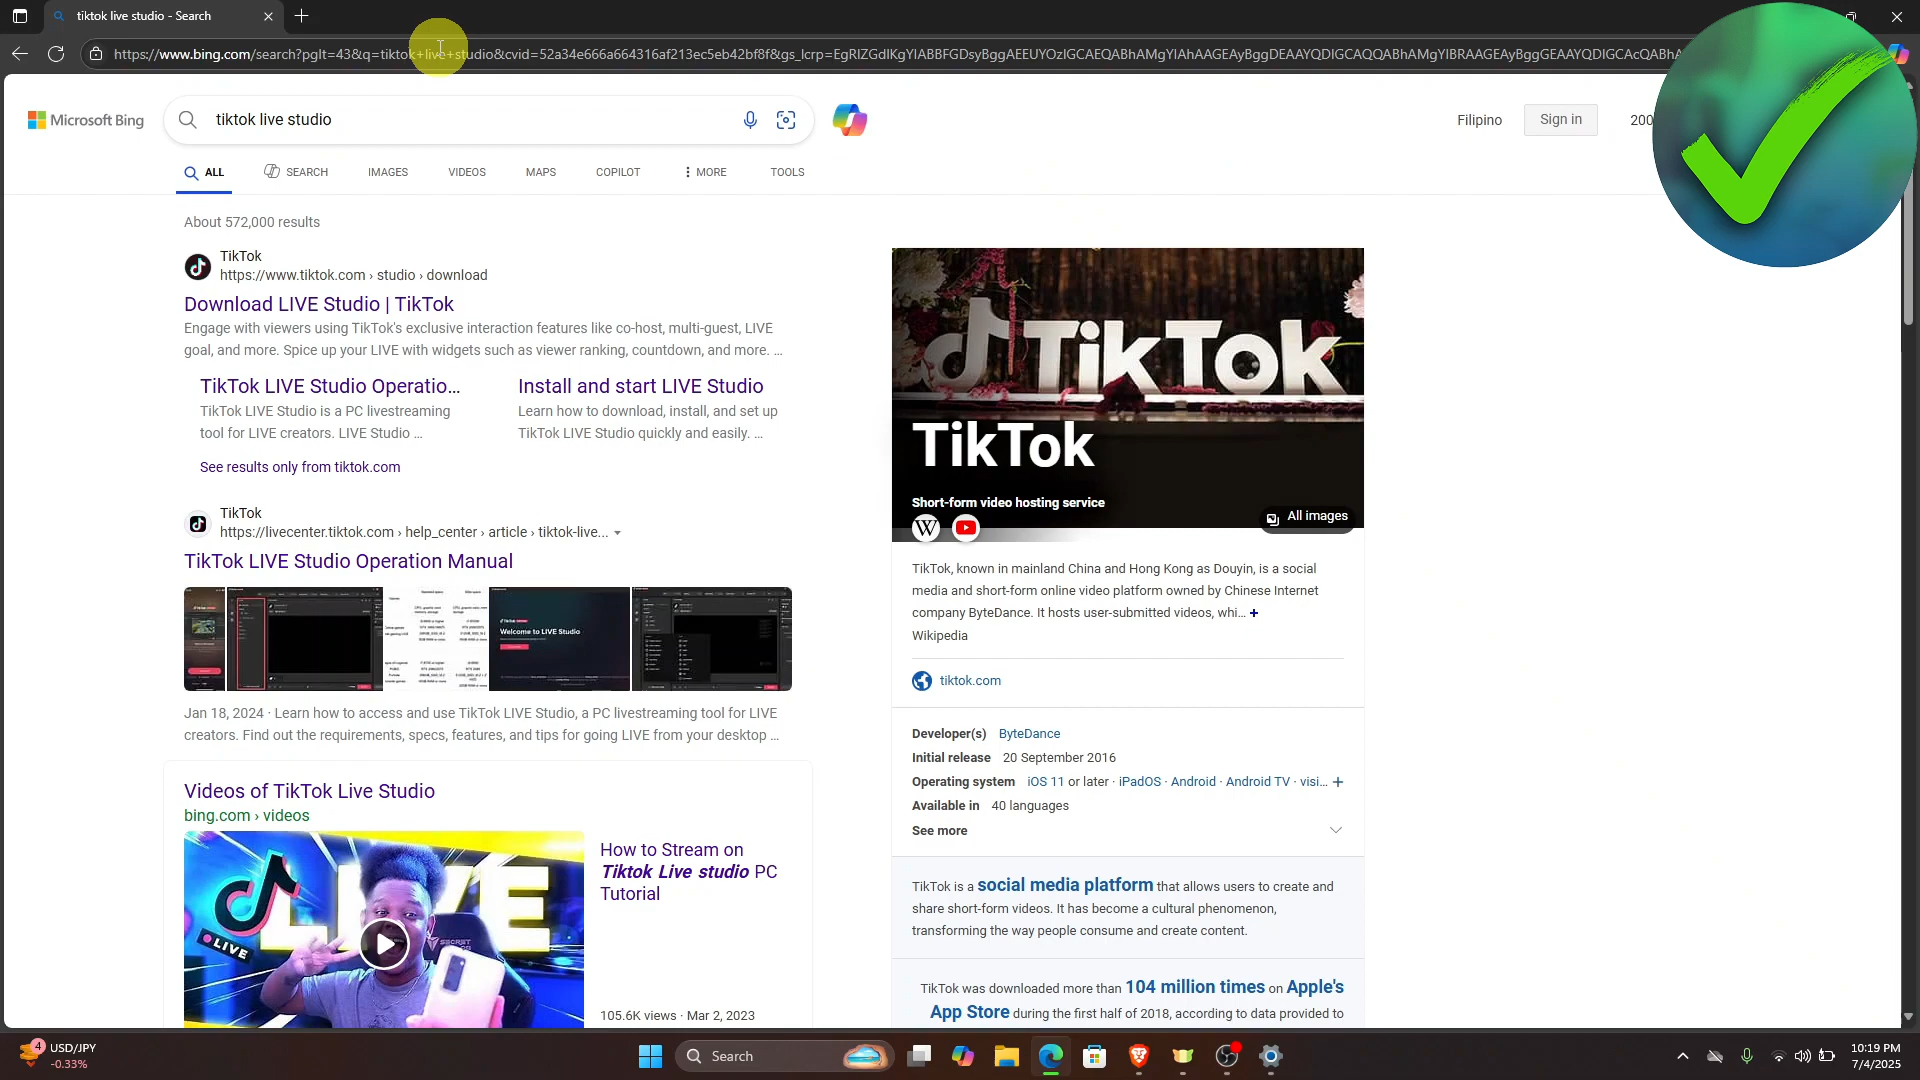 tiktok live studio - Search
https://www.bing.com/search?pglt=43&q=tiktok+live+studio&cvid=52a34e666a664316af213ec5eb42bf8f&gs_lcrp=EgRlZGdlKgYIABBFGDsyBggAEEUYOzIGCAEQABhAMgYIAhAAGEAyBggDEAAYQDIGCAQQABhAMgYIBRAAGEAyBggGEAAYQDIGCAcQABhA
Microsoft Bing
tiktok live studio
Filipino
Sign in
200
ALL
SEARCH
IMAGES
VIDEOS
MAPS
COPILOT
MORE
TOOLS
About 572,000 results
TikTok
https://www.tiktok.com › studio › download
Download LIVE Studio | TikTok
Engage with viewers using TikTok's exclusive interaction features like co-host, multi-guest, LIVE
goal, and more. Spice up your LIVE with widgets such as viewer ranking, countdown, and more. ...
TikTok LIVE Studio Operatio...
TikTok LIVE Studio is a PC livestreaming
tool for LIVE creators. LIVE Studio ...
Install and start LIVE Studio
Learn how to download, install, and set up
TikTok LIVE Studio quickly and easily. ...
See results only from tiktok.com
TikTok
https://livecenter.tiktok.com › help_center › article › tiktok-live...
TikTok LIVE Studio Operation Manual
Welcome to LIVE Studio
Jan 18, 2024 · Learn how to access and use TikTok LIVE Studio, a PC livestreaming tool for LIVE
creators. Find out the requirements, specs, features, and tips for going LIVE from your desktop ...
Videos of TikTok Live Studio
bing.com › videos
LIVE
LIVE
How to Stream on
Tiktok Live studio PC
Tutorial
105.6K views · Mar 2, 2023
TikTok
TikTok
Short-form video hosting service
W
All images
TikTok, known in mainland China and Hong Kong as Douyin, is a social
media and short-form online video platform owned by Chinese Internet
company ByteDance. It hosts user-submitted videos, whi... +
Wikipedia
tiktok.com
Developer(s) ByteDance
Initial release 20 September 2016
Operating system iOS 11 or later · iPadOS · Android · Android TV · visi... +
Available in 40 languages
See more
TikTok is a social media platform that allows users to create and
share short-form videos. It has become a cultural phenomenon,
transforming the way people consume and create content.
TikTok was downloaded more than 104 million times on Apple's
App Store during the first half of 2018, according to data provided to
4
USD/JPY
-0.33%
Search
10:19 PM
7/4/2025